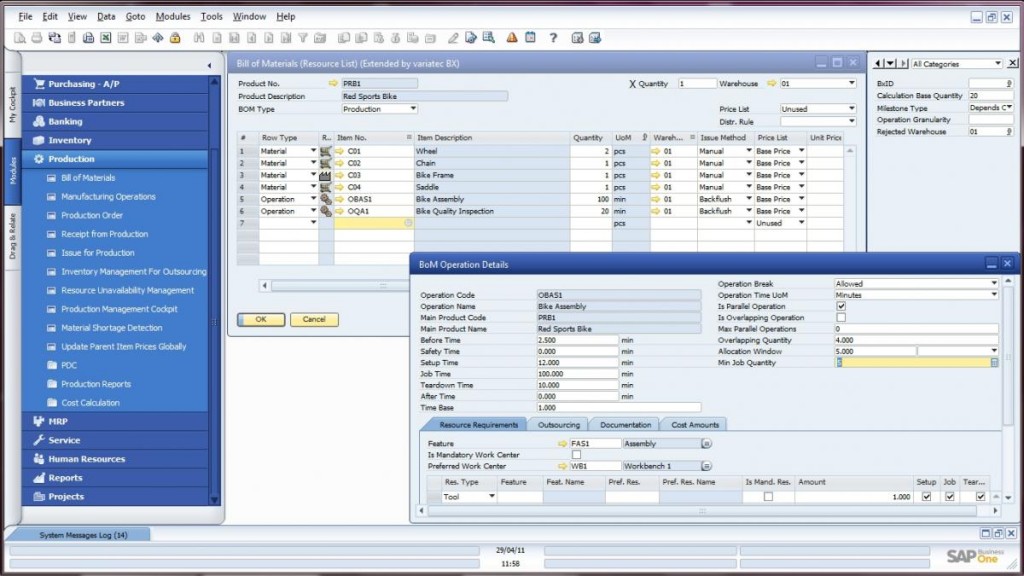 File Edit View Data Goto Modules Tools Window Help
My Cockpit
Modules
Drag & Relate
Purchasing - A/P
Business Partners
Banking
Inventory
Production
Bill of Materials
Manufacturing Operations
Production Order
Receipt from Production
Issue for Production
Inventory Management For Outsourcing
Resource Unavailability Management
Production Management Cockpit
Material Shortage Detection
Update Parent Item Prices Globally
PDC
Production Reports
Cost Calculation
MRP
Service
Human Resources
Reports
Projects
Bill of Materials (Resource List) (Extended by variatec BX)
Product No. PRB1 X Quantity 1 Warehouse 01
Product Description Red Sports Bike
BOM Type Production Price List Unused
Distr. Rule
# Row Type R.. Item No. Item Description Quantity UoM Wareh... Issue Method Price List Unit Price
1 Material C01 Wheel 2 pcs 01 Manual Base Price
2 Material C02 Chain 1 pcs 01 Manual Base Price
3 Material C03 Bike Frame 1 pcs 01 Manual Base Price
4 Material C04 Saddle 1 pcs 01 Manual Base Price
5 Operation OBAS1 Bike Assembly 100 min 01 Backflush Base Price
6 Operation OQA1 Bike Quality Inspection 20 min 01 Backflush Base Price
7 pcs Unused
OK Cancel
All Categories
BxID
Calculation Base Quantity 20
Milestone Type Depends C
Operation Granularity
Rejected Warehouse 01
BoM Operation Details
Operation Code OBAS1
Operation Name Bike Assembly
Main Product Code PRB1
Main Product Name Red Sports Bike
Before Time 2.500 min
Safety Time 0.000 min
Setup Time 12.000 min
Job Time 100.000 min
Teardown Time 10.000 min
After Time 0.000 min
Time Base 1.000
Operation Break Allowed
Operation Time UoM Minutes
Is Parallel Operation
Is Overlapping Operation
Max Parallel Operations 0
Overlapping Quantity 4.000
Allocation Window 5.000
Min Job Quantity
Resource Requirements Outsourcing Documentation Cost Amounts
Feature FAS1 Assembly
Is Mandatory Work Center
Preferred Work Center WB1 Workbench 1
Res. Type Feature Feat. Name Pref. Res. Pref. Res. Name Is Mand. Res. Amount Setup Job Tear...
Tool 1.000
System Messages Log (14)
29/04/11
11:58
SAP Business One